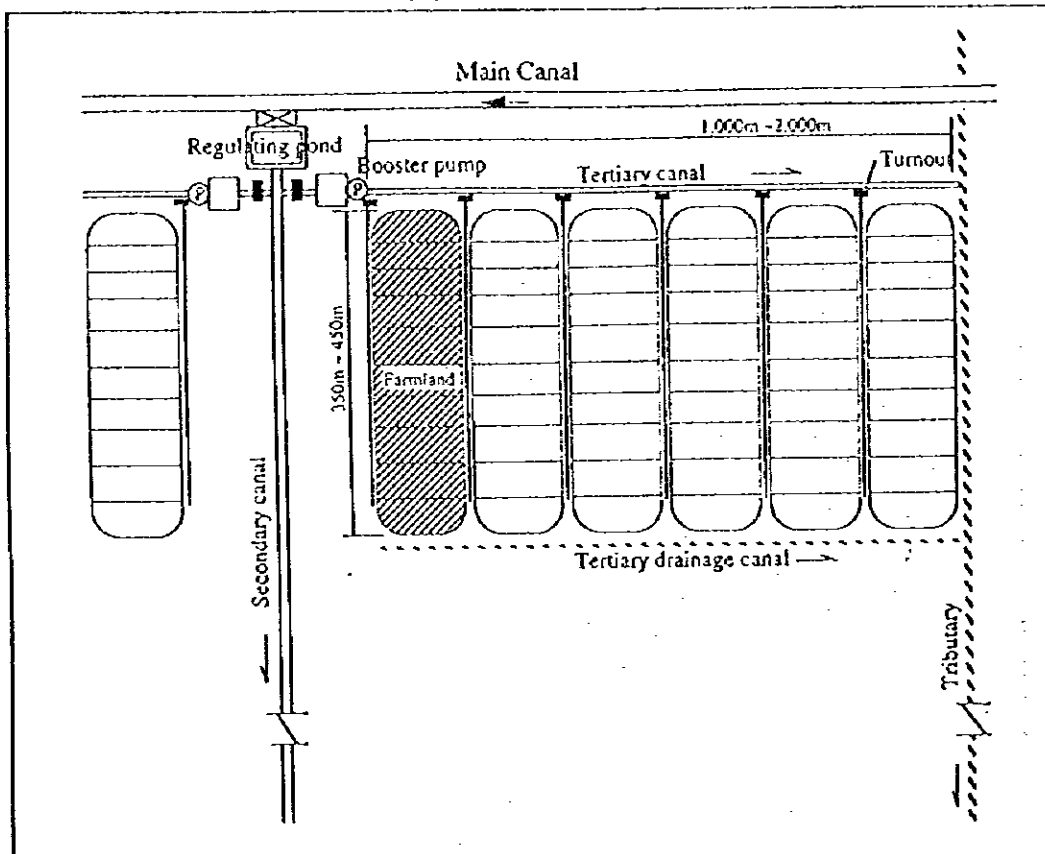 Main Canal
1,000m ~2,000m
Regulating pond
Booster pump
Tertiary canal
Turnout
P
P
350m ~ 450m
Farmland
Secondary canal
Tertiary drainage canal
Tributary